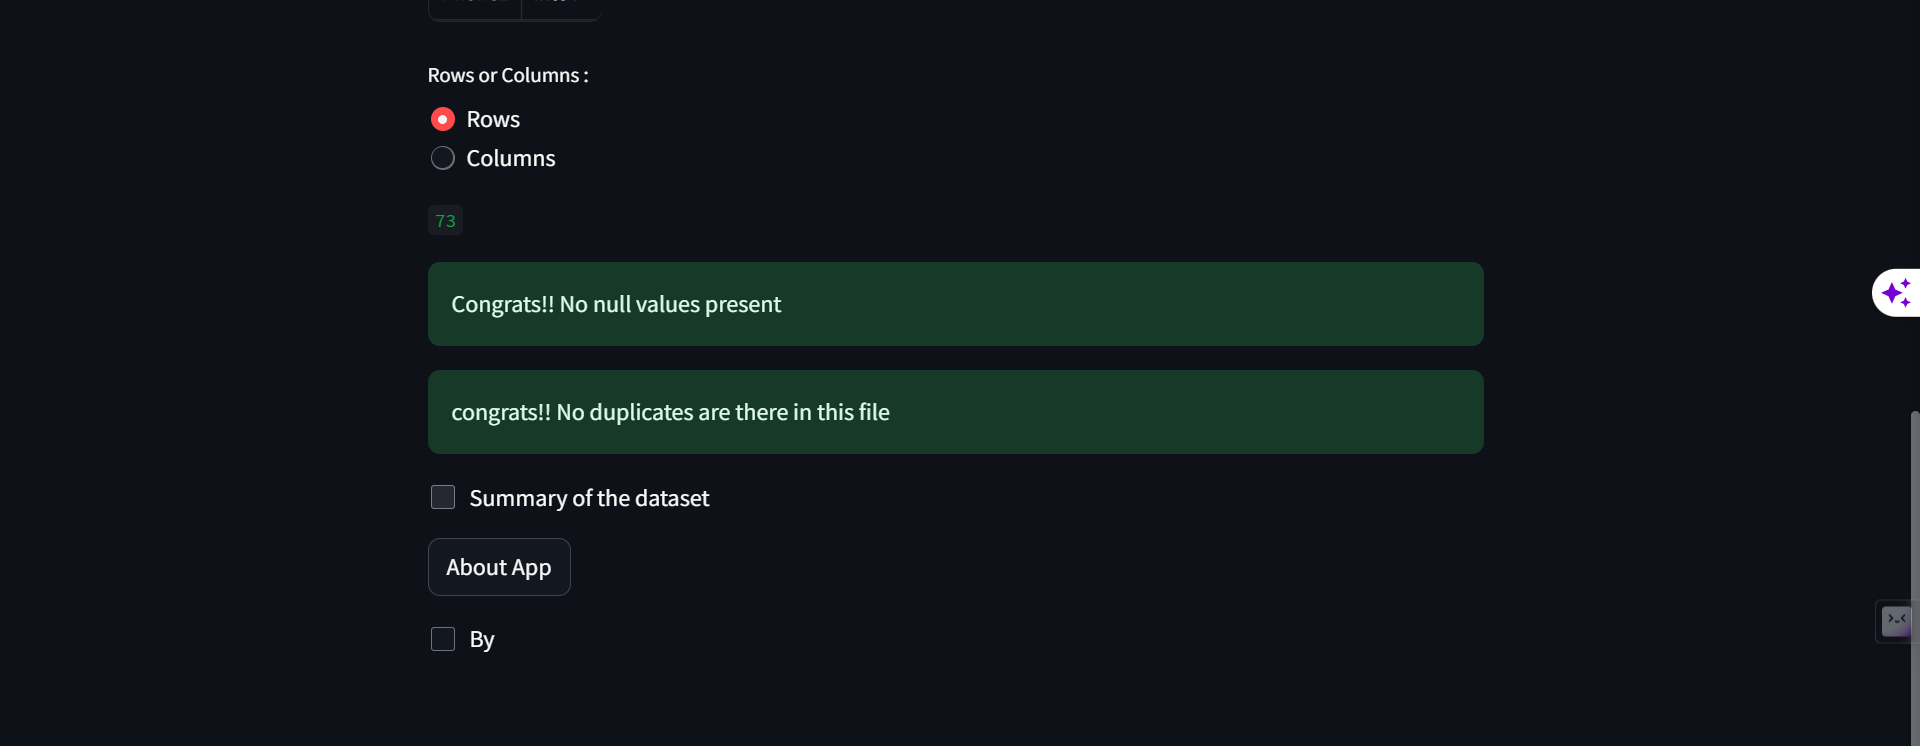 Rows or Columns :
Rows
Columns
73
Congrats!! No null values present
congrats!! No duplicates are there in this file
Summary of the dataset
About App
By